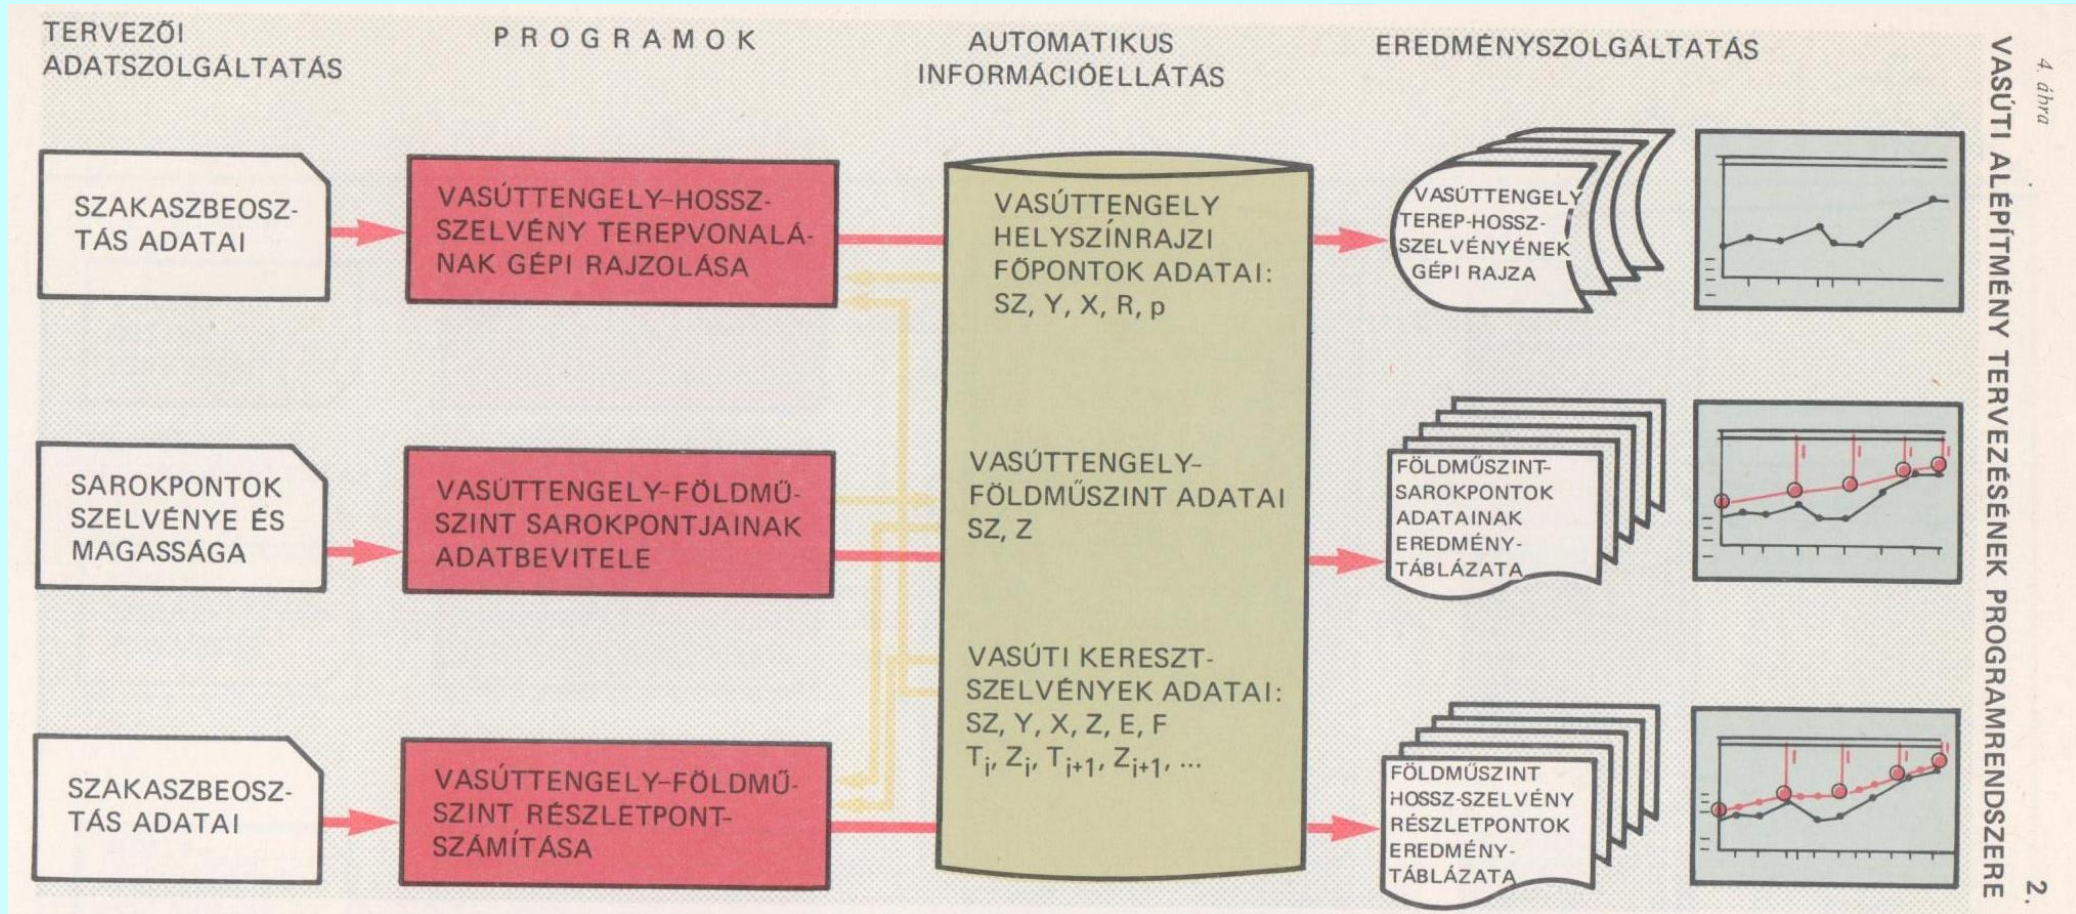 TERVEZŐI
ADATSZOLGÁLTATÁS
PROGRAMOK
AUTOMATIKUS
INFORMÁCIÓELLÁTÁS
EREDMÉNYSZOLGÁLTATÁS
SZAKASZBEOSZ-
TÁS ADATAI
VASÚTTENGELY-HOSSZ-
SZELVÉNY TEREPVONALÁ-
NAK GÉPI RAJZOLÁSA
VASÚTTENGELY
HELYSZÍNRAJZI
FŐPONTOK ADATAI:
SZ, Y, X, R, p
VASÚTTENGELY
TEREP-HOSSZ-
SZELVÉNYÉNEK
GÉPI RAJZA
SAROKPONTOK
SZELVÉNYE ÉS
MAGASSÁGA
VASÚTTENGELY-FÖLDMŰ-
SZINT SAROKPONTJAINAK
ADATBEVITELE
VASÚTTENGELY-
FÖLDMŰSZINT ADATAI
SZ, Z
FÖLDMŰSZINT-
SAROKPONTOK
ADATAINAK
EREDMÉNY-
TÁBLÁZATA
SZAKASZBEOSZ-
TÁS ADATAI
VASÚTTENGELY-FÖLDMŰ-
SZINT RÉSZLETPONT-
SZÁMÍTÁSA
VASÚTI KERESZT-
SZELVÉNYEK ADATAI:
SZ, Y, X, Z, E, F
Ti, Zi, Ti+1, Zi+1, ...
FÖLDMŰSZINT
HOSSZ-SZELVÉNY
RÉSZLETPONTOK
EREDMÉNY-
TÁBLÁZATA
4. ábra
VASÚTI ALÉPÍTMÉNY TERVEZÉSÉNEK PROGRAMRENDSZERE 2.